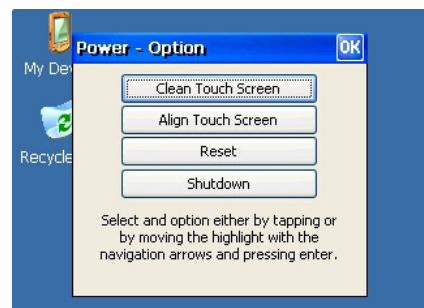 My Dev
Recycle
Power - Option
OK
Clean Touch Screen
Align Touch Screen
Reset
Shutdown
Select and option either by tapping or
by moving the highlight with the
navigation arrows and pressing enter.